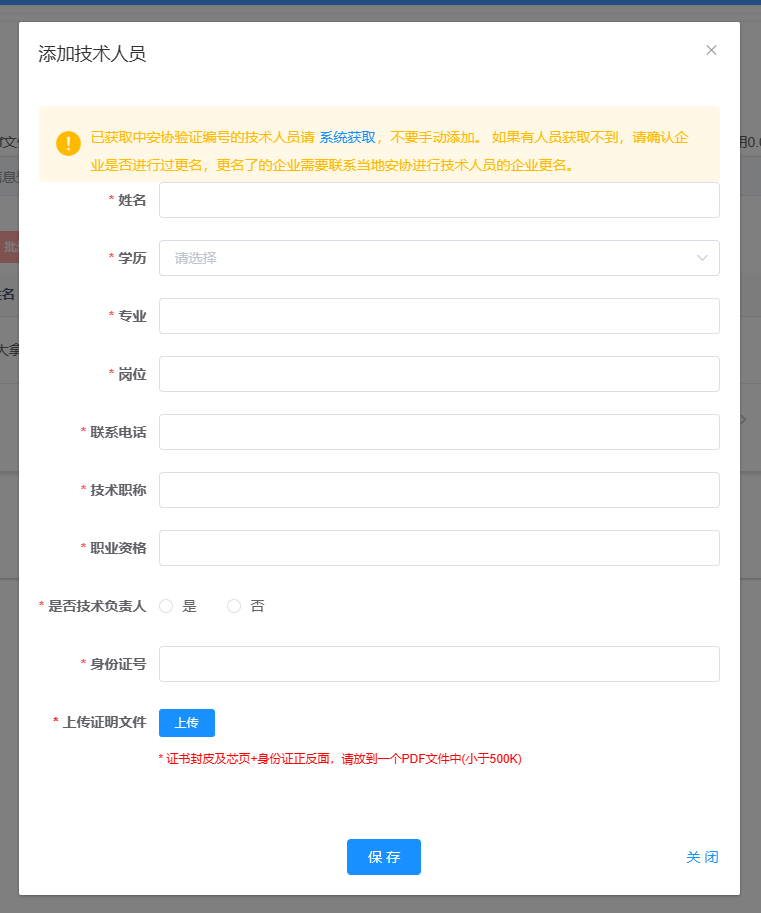 添加技术人员
已获取中安协验证编号的技术人员请 系统获取，不要手动添加。 如果有人员获取不到，请确认企
业是否进行过更名，更名了的企业需要联系当地安协进行技术人员的企业更名。
* 姓名
* 学历 请选择
* 专业
* 岗位
* 联系电话
* 技术职称
* 职业资格
* 是否技术负责人 是 否
* 身份证号
* 上传证明文件 上传
* 证书封皮及芯页+身份证正反面，请放到一个PDF文件中(小于500K)
保 存 关 闭